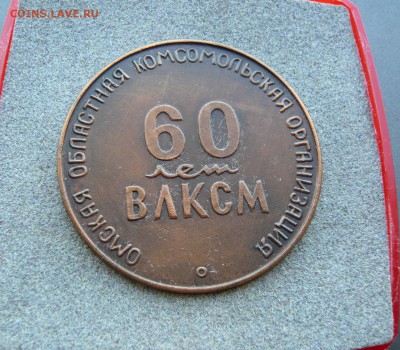 COINS.LAVE.RU
ОМСКАЯ ОБЛАСТНАЯ КОМСОМОЛЬСКАЯ ОРГАНИЗАЦИЯ
60
лет
ВЛКСМ